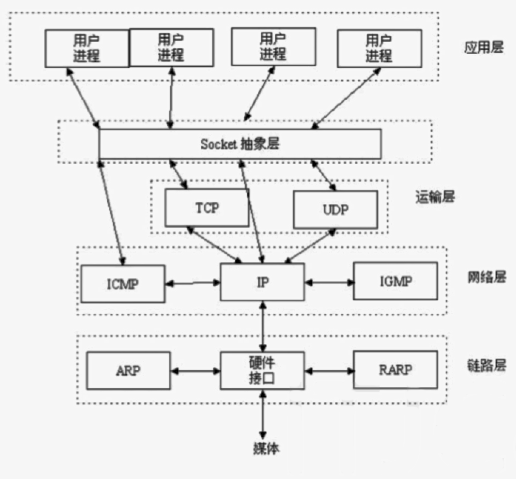 用户
进程
用户
进程
用户
进程
用户
进程
应用层
Socket 抽象层
TCP
UDP
运输层
ICMP
IP
IGMP
网络层
ARP
硬件
接口
RARP
链路层
媒体